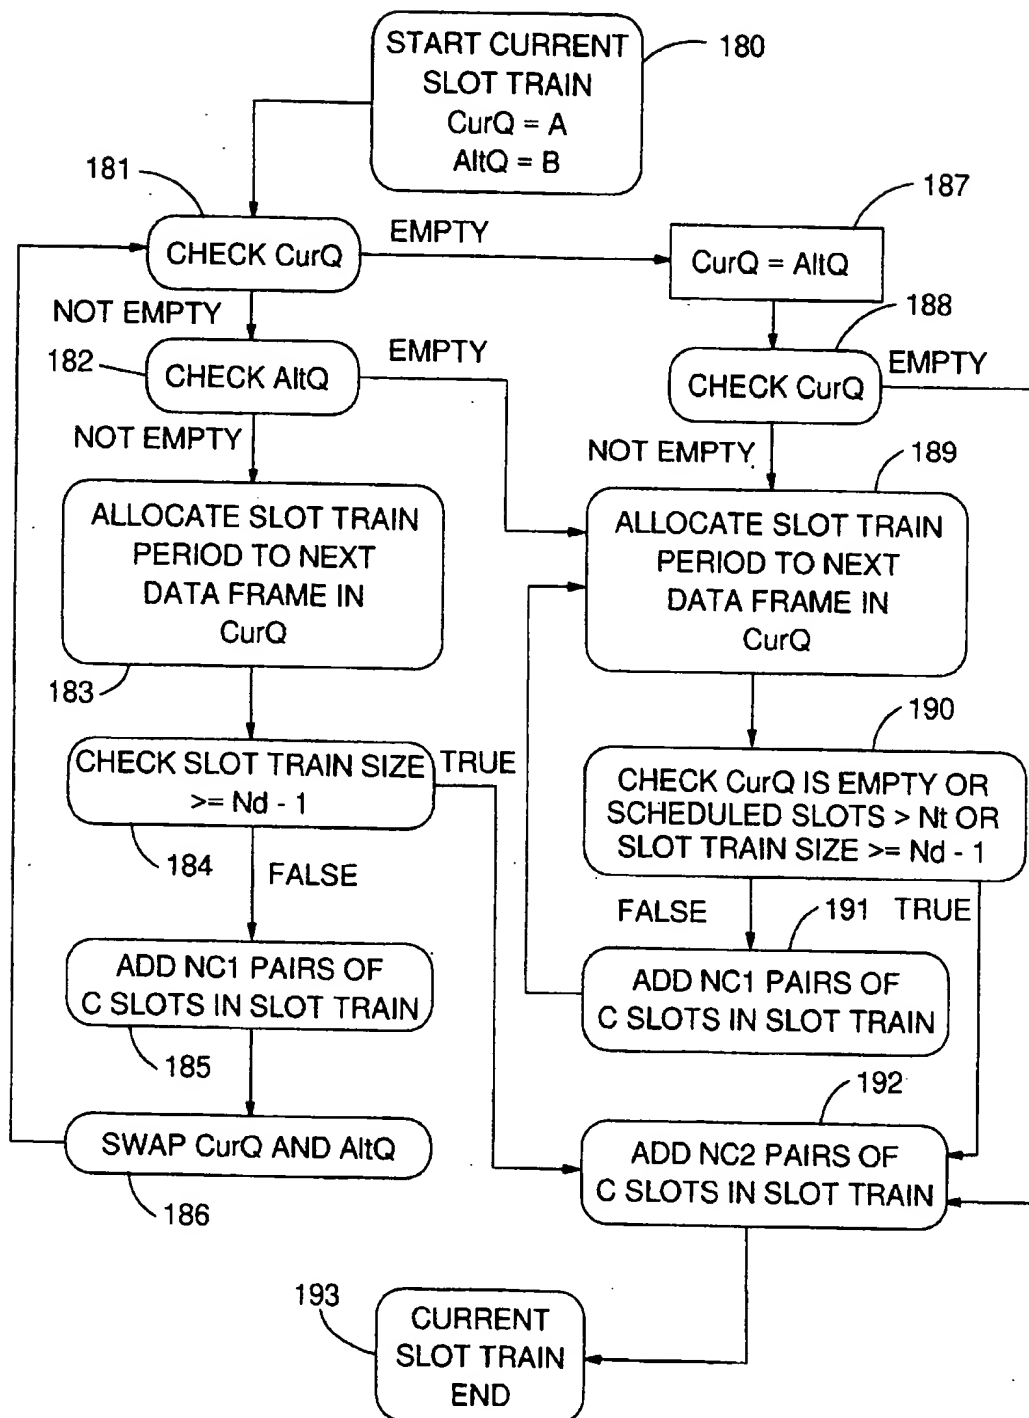 START CURRENT
SLOT TRAIN
CurQ = A
AltQ = B
180
181
CHECK CurQ
EMPTY
187
CurQ = AltQ
NOT EMPTY
182
CHECK AltQ
EMPTY
188
CHECK CurQ
EMPTY
NOT EMPTY
NOT EMPTY
189
ALLOCATE SLOT TRAIN
PERIOD TO NEXT
DATA FRAME IN
CurQ
183
ALLOCATE SLOT TRAIN
PERIOD TO NEXT
DATA FRAME IN
CurQ
CHECK SLOT TRAIN SIZE
>= Nd - 1
TRUE
184
FALSE
190
CHECK CurQ IS EMPTY OR
SCHEDULED SLOTS > Nt OR
SLOT TRAIN SIZE >= Nd - 1
FALSE
191
TRUE
ADD NC1 PAIRS OF
C SLOTS IN SLOT TRAIN
185
ADD NC1 PAIRS OF
C SLOTS IN SLOT TRAIN
SWAP CurQ AND AltQ
186
192
ADD NC2 PAIRS OF
C SLOTS IN SLOT TRAIN
193
CURRENT
SLOT TRAIN
END